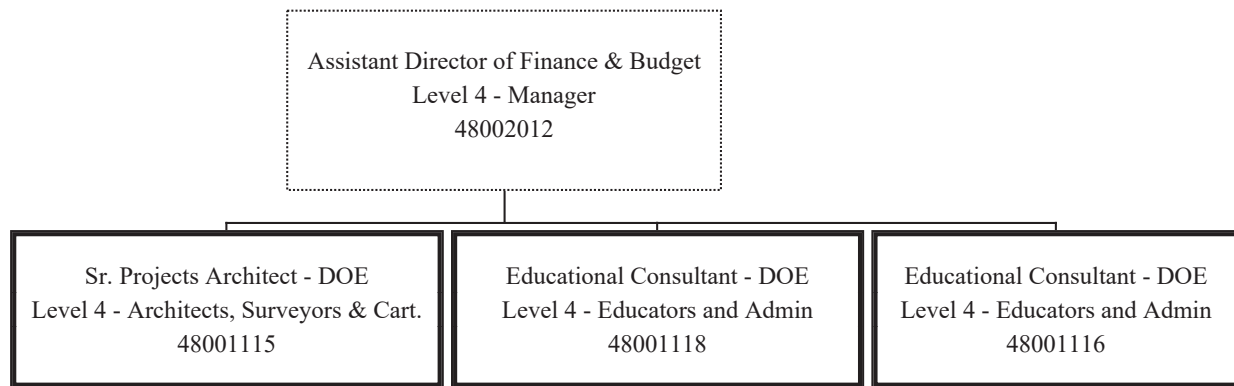 Assistant Director of Finance & Budget
Level 4 - Manager
48002012
Sr. Projects Architect - DOE
Level 4 - Architects, Surveyors & Cart.
48001115
Educational Consultant - DOE
Level 4 - Educators and Admin
48001118
Educational Consultant - DOE
Level 4 - Educators and Admin
48001116